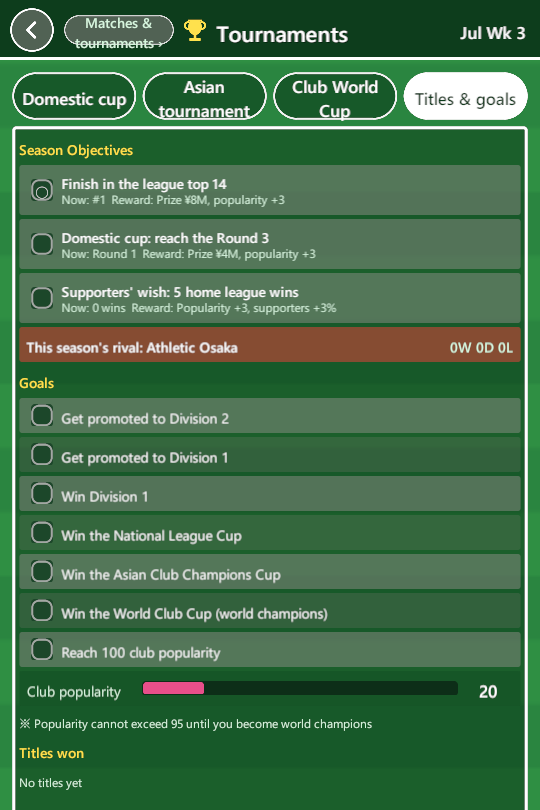 Matches &
tournaments›
Tournaments
Jul Wk 3
Domestic cup
Asian
tournament
Club World
Cup
Titles & goals
Season Objectives
Finish in the league top 14
Now: #1 Reward: Prize ¥8M, popularity +3
Domestic cup: reach the Round 3
Now: Round 1 Reward: Prize ¥4M, popularity +3
Supporters' wish: 5 home league wins
Now: 0 wins Reward: Popularity +3, supporters +3%
This season's rival: Athletic Osaka
0W 0D 0L
Goals
Get promoted to Division 2
Get promoted to Division 1
Win Division 1
Win the National League Cup
Win the Asian Club Champions Cup
Win the World Club Cup (world champions)
Reach 100 club popularity
Club popularity
20
※ Popularity cannot exceed 95 until you become world champions
Titles won
No titles yet